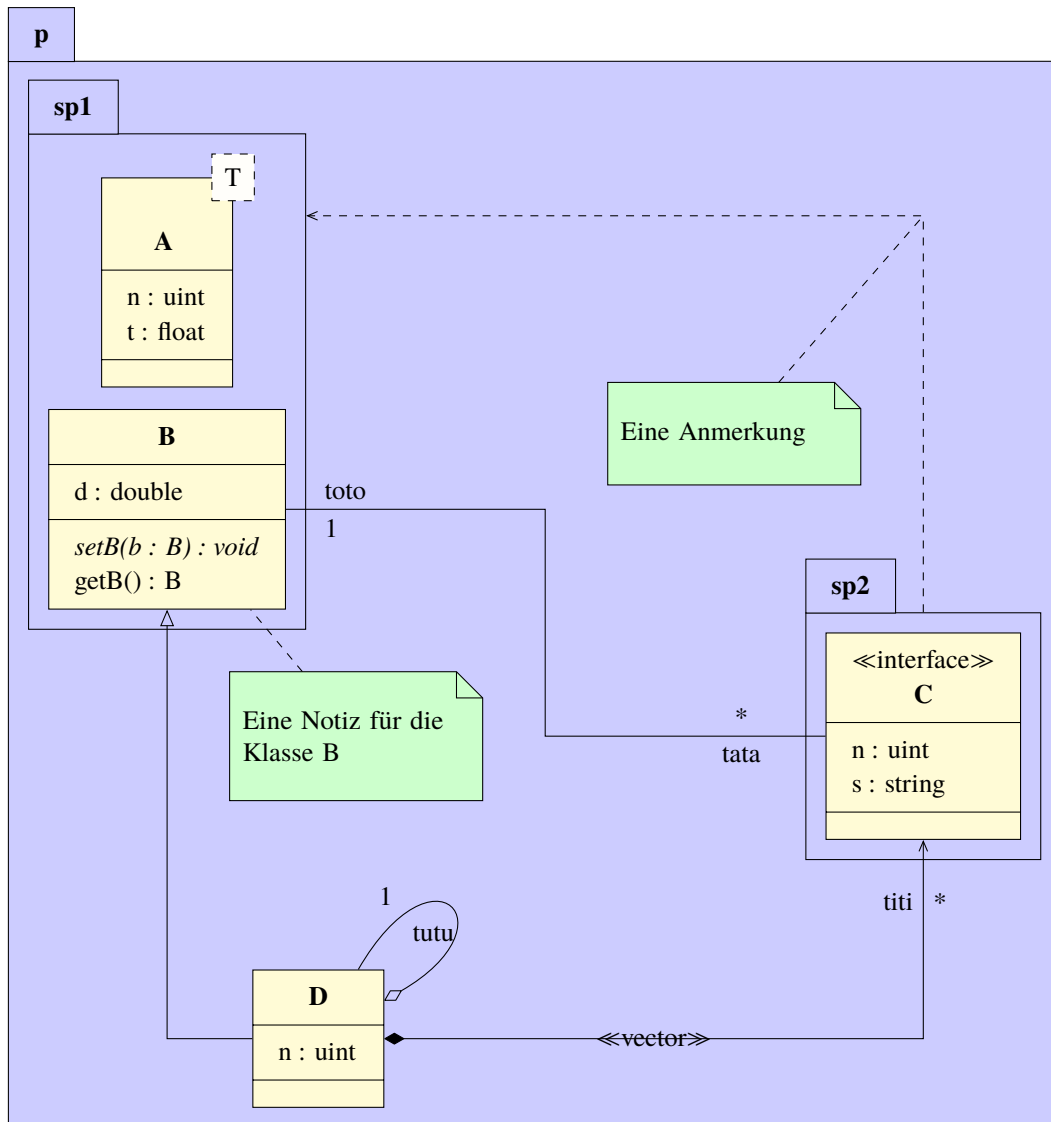 p
sp1
T
A
n : uint
t : float
B
d : double
setB(b : B) : void
getB() : B
toto
1
Eine Anmerkung
sp2
≪interface≫
C
n : uint
s : string
*
tata
Eine Notiz für die
Klasse B
titi
*
1
tutu
D
n : uint
≪vector≫